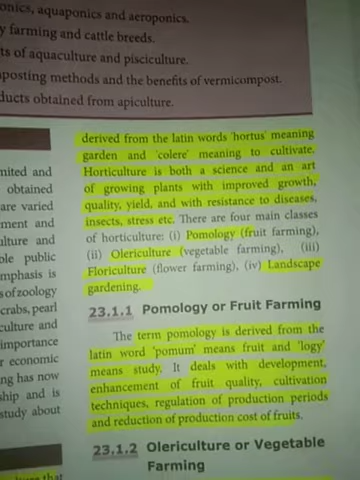 onics, aquaponics and aeroponics.
y farming and cattle breeds.
ts of aquaculture and pisciculture.
posting methods and the benefits of vermicompost.
ducts obtained from apiculture.
mited and
obtained
are varied
ment and
ulture and
ble public
mphasis is
s of zoology
crabs, pearl
culture and
importance
r economic
ng has now
ship and is
study about
derived from the latin words 'hortus' meaning
garden and 'colere' meaning to cultivate.
Horticulture is both a science and an art
of growing plants with improved growth,
quality, yield, and with resistance to diseases,
insects, stress etc. There are four main classes
of horticulture: (i) Pomology (fruit farming),
(ii) Olericulture (vegetable farming), (iii)
Floriculture (flower farming), (iv) Landscape
gardening.
23.1.1 Pomology or Fruit Farming
The term pomology is derived from the
latin word 'pomum' means fruit and 'logy'
means study. It deals with development,
enhancement of fruit quality, cultivation
techniques, regulation of production periods
and reduction of production cost of fruits.
23.1.2 Olericulture or Vegetable
Farming